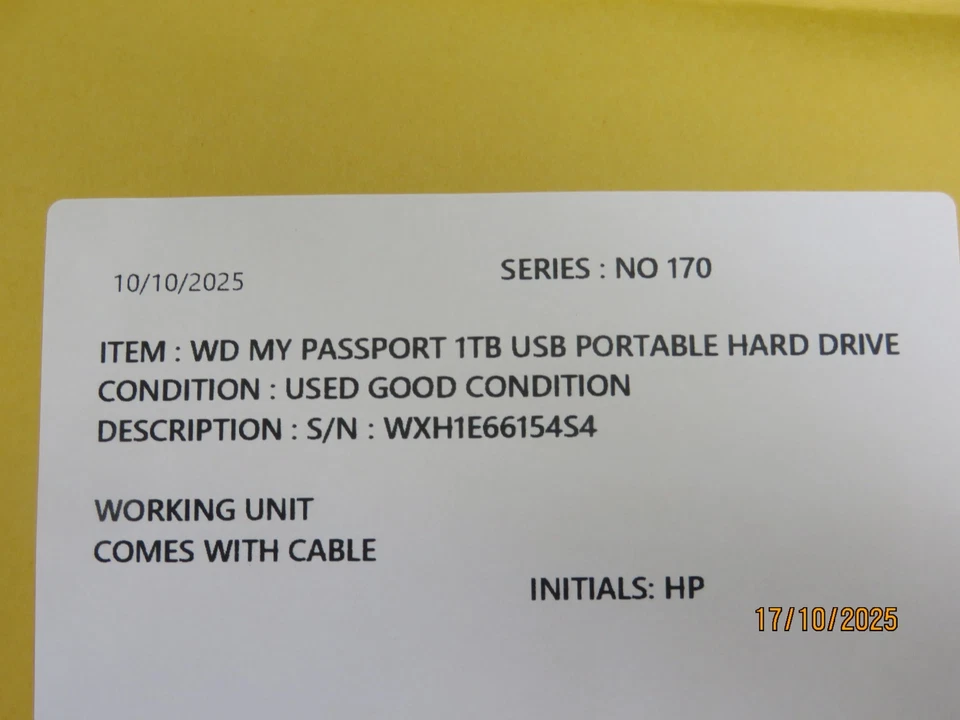 10/10/2025
SERIES : NO 170
ITEM : WD MY PASSPORT 1TB USB PORTABLE HARD DRIVE
CONDITION : USED GOOD CONDITION
DESCRIPTION : S/N : WXH1E66154S4
WORKING UNIT
COMES WITH CABLE
INITIALS: HP
17/10/2025